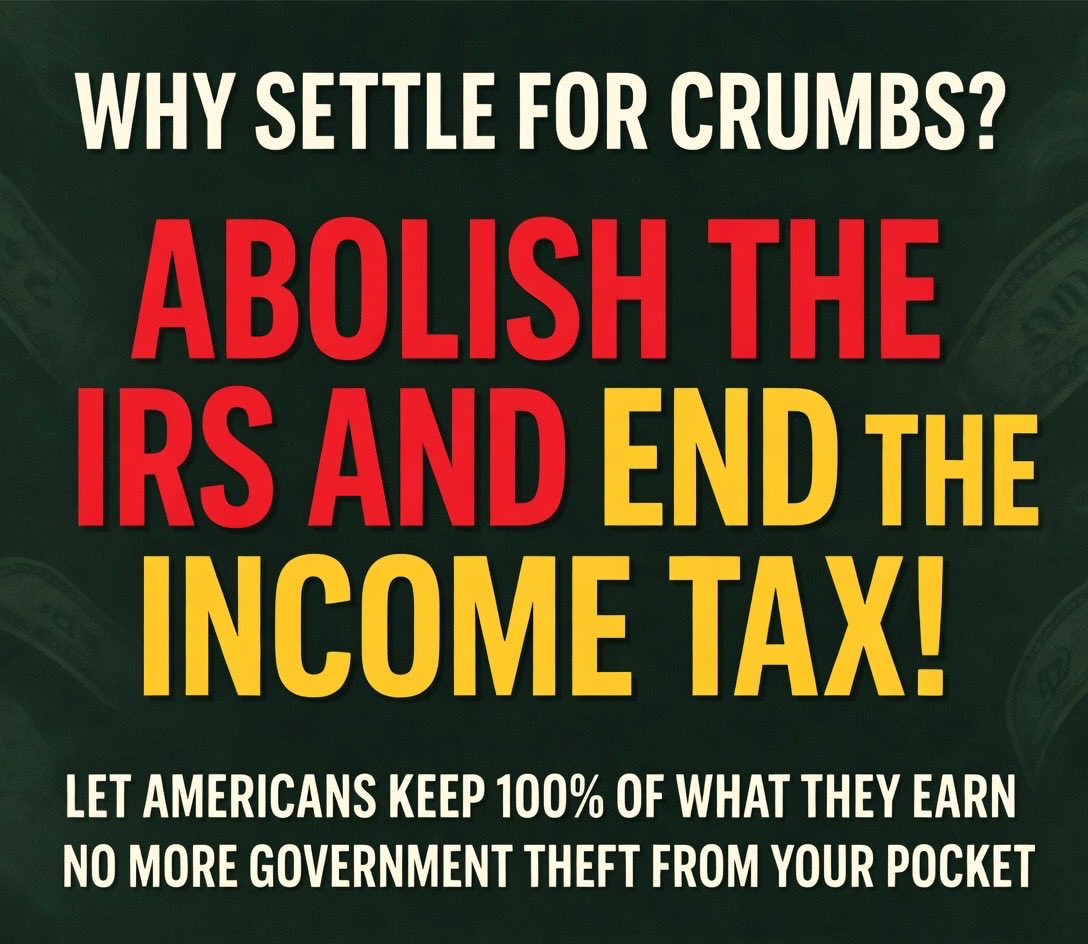 WHY SETTLE FOR CRUMBS?
ABOLISH THE
IRS AND END THE
INCOME TAX!
LET AMERICANS KEEP 100% OF WHAT THEY EARN
NO MORE GOVERNMENT THEFT FROM YOUR POCKET